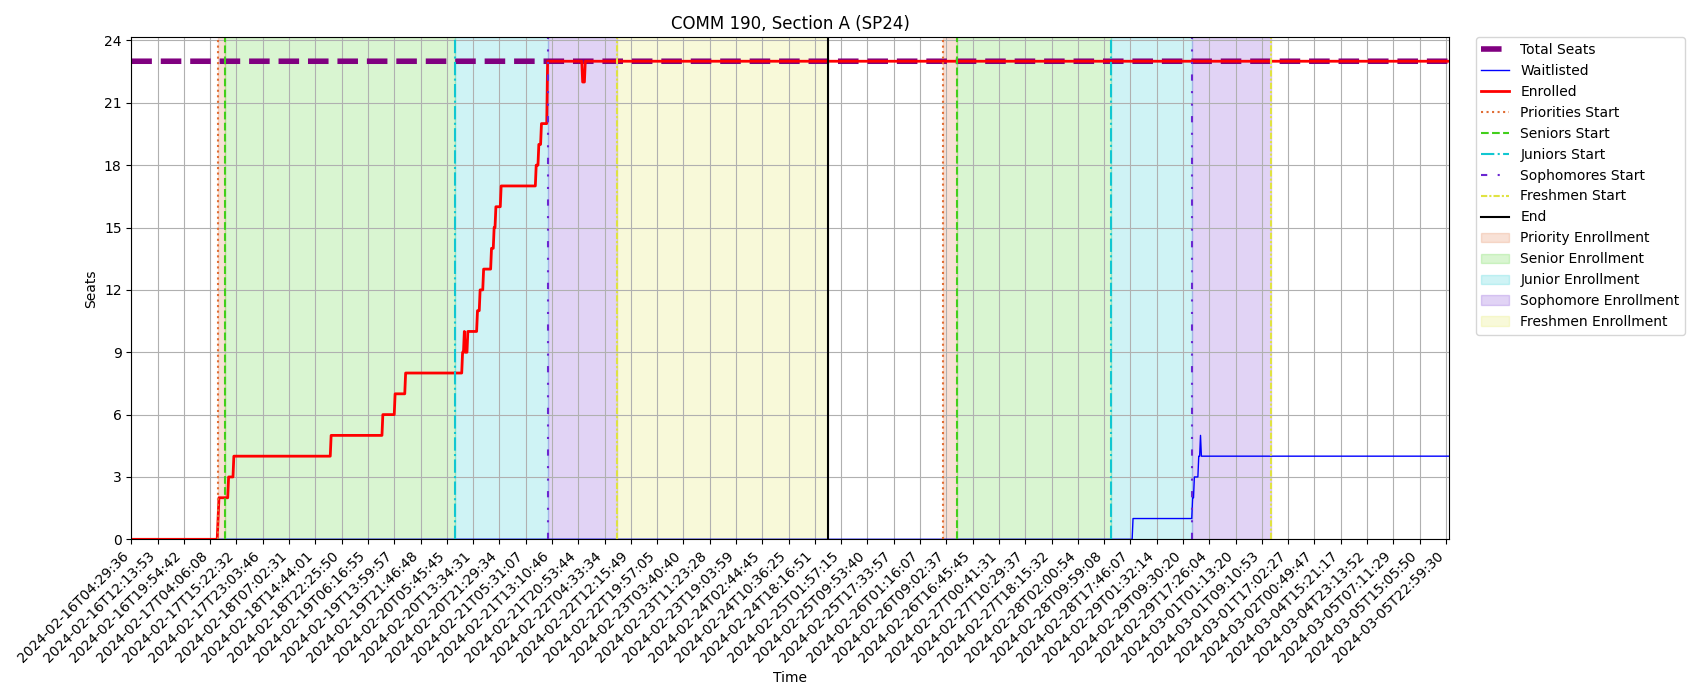 COMM 190, Section A (SP24)
24
21
18
15
12
9
6
3
0
Seats
2024-02-16T04:29:36
2024-02-16T12:13:53
2024-02-16T19:54:42
2024-02-17T04:06:08
2024-02-17T15:22:32
2024-02-17T23:03:46
2024-02-18T07:02:31
2024-02-18T14:44:01
2024-02-18T22:25:50
2024-02-19T06:16:55
2024-02-19T13:59:57
2024-02-19T21:46:48
2024-02-20T05:45:45
2024-02-20T13:34:31
2024-02-20T21:29:34
2024-02-21T05:31:07
2024-02-21T13:10:46
2024-02-21T20:53:44
2024-02-22T04:33:34
2024-02-22T12:15:49
2024-02-22T19:57:05
2024-02-23T03:40:40
2024-02-23T11:23:28
2024-02-23T19:03:59
2024-02-24T02:44:45
2024-02-24T10:36:25
2024-02-24T18:16:51
2024-02-25T01:57:15
2024-02-25T09:53:40
2024-02-25T17:33:57
2024-02-26T01:16:07
2024-02-26T09:02:37
2024-02-26T16:45:45
2024-02-27T00:41:31
2024-02-27T10:29:37
2024-02-27T18:15:32
2024-02-28T02:00:54
2024-02-28T09:59:08
2024-02-28T17:46:07
2024-02-29T01:32:14
2024-02-29T09:30:20
2024-02-29T17:26:04
2024-03-01T01:13:20
2024-03-01T09:10:53
2024-03-01T17:02:27
2024-03-02T00:49:47
2024-03-04T15:21:17
2024-03-04T23:13:52
2024-03-05T07:11:29
2024-03-05T15:05:50
2024-03-05T22:59:30
Time
Total Seats
Waitlisted
Enrolled
Priorities Start
Seniors Start
Juniors Start
Sophomores Start
Freshmen Start
End
Priority Enrollment
Senior Enrollment
Junior Enrollment
Sophomore Enrollment
Freshmen Enrollment